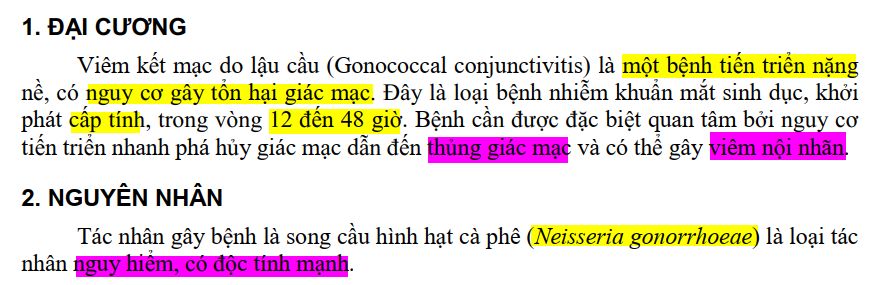 1. ĐẠI CƯƠNG
Viêm kết mạc do lậu cầu (Gonococcal conjunctivitis) là một bệnh tiến triển nặng
nề, có nguy cơ gây tổn hại giác mạc. Đây là loại bệnh nhiễm khuẩn mắt sinh dục, khởi
phát cấp tính, trong vòng 12 đến 48 giờ. Bệnh cần được đặc biệt quan tâm bởi nguy cơ
tiến triển nhanh phá hủy giác mạc dẫn đến thủng giác mạc và có thể gây viêm nội nhãn.
2. NGUYÊN NHÂN
Tác nhân gây bệnh là song cầu hình hạt cà phê (Neisseria gonorrhoeae) là loại tác
nhân nguy hiểm, có độc tính mạnh.